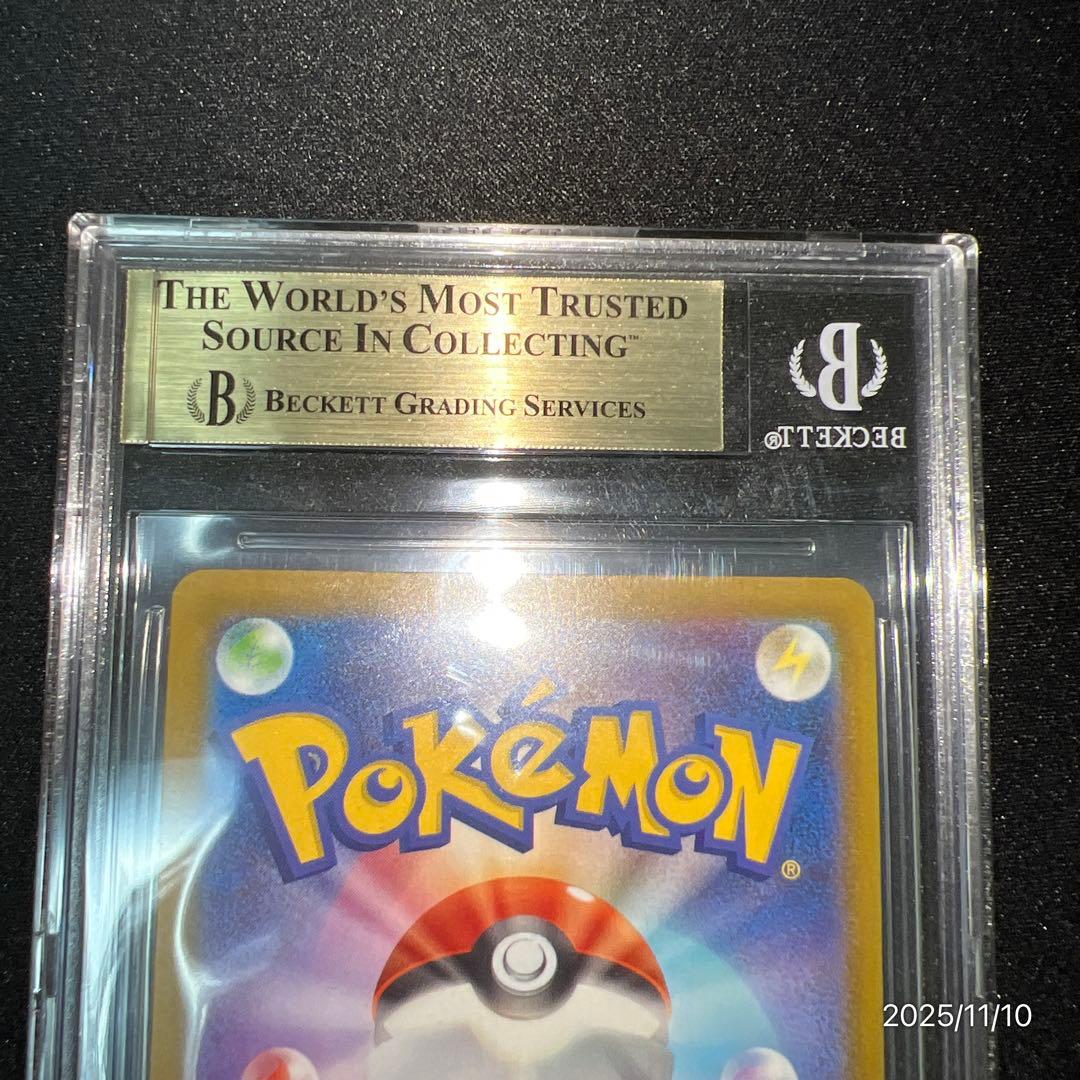 THE WORLD'S MOST TRUSTED
SOURCE IN COLLECTING™
B BECKETT GRADING SERVICES
B
BECKETT®
POKéMON
®
2025/11/10